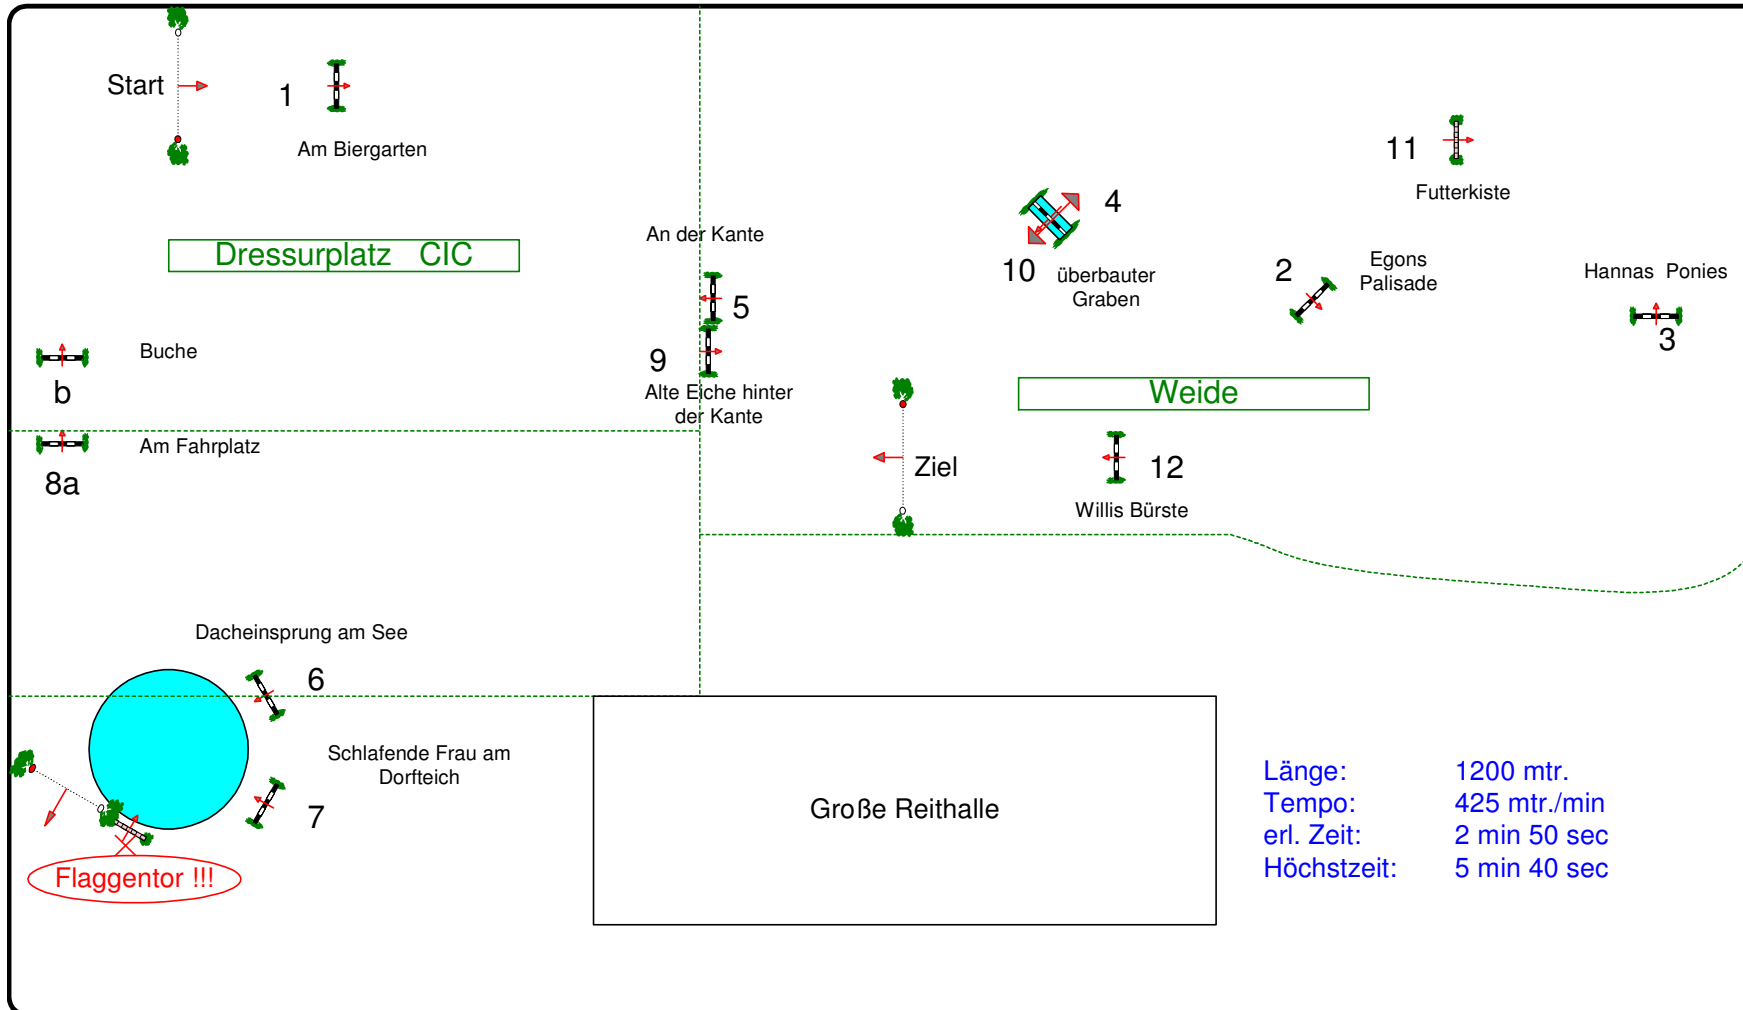 Start
1
Am Biergarten
11
Futterkiste
4
An der Kante
Dressurplatz CIC
10
überbauter
Graben
2
Egons
Palisade
Hannas Ponies
3
5
Buche
b
9
Alte Eiche hinter
der Kante
Weide
Am Fahrplatz
8a
Ziel
12
Willis Bürste
Dacheinsprung am See
6
Schlafende Frau am
Dorfteich
7
Große Reithalle
Flaggentor !!!
Länge: 1200 mtr.
Tempo: 425 mtr./min
erl. Zeit: 2 min 50 sec
Höchstzeit: 5 min 40 sec